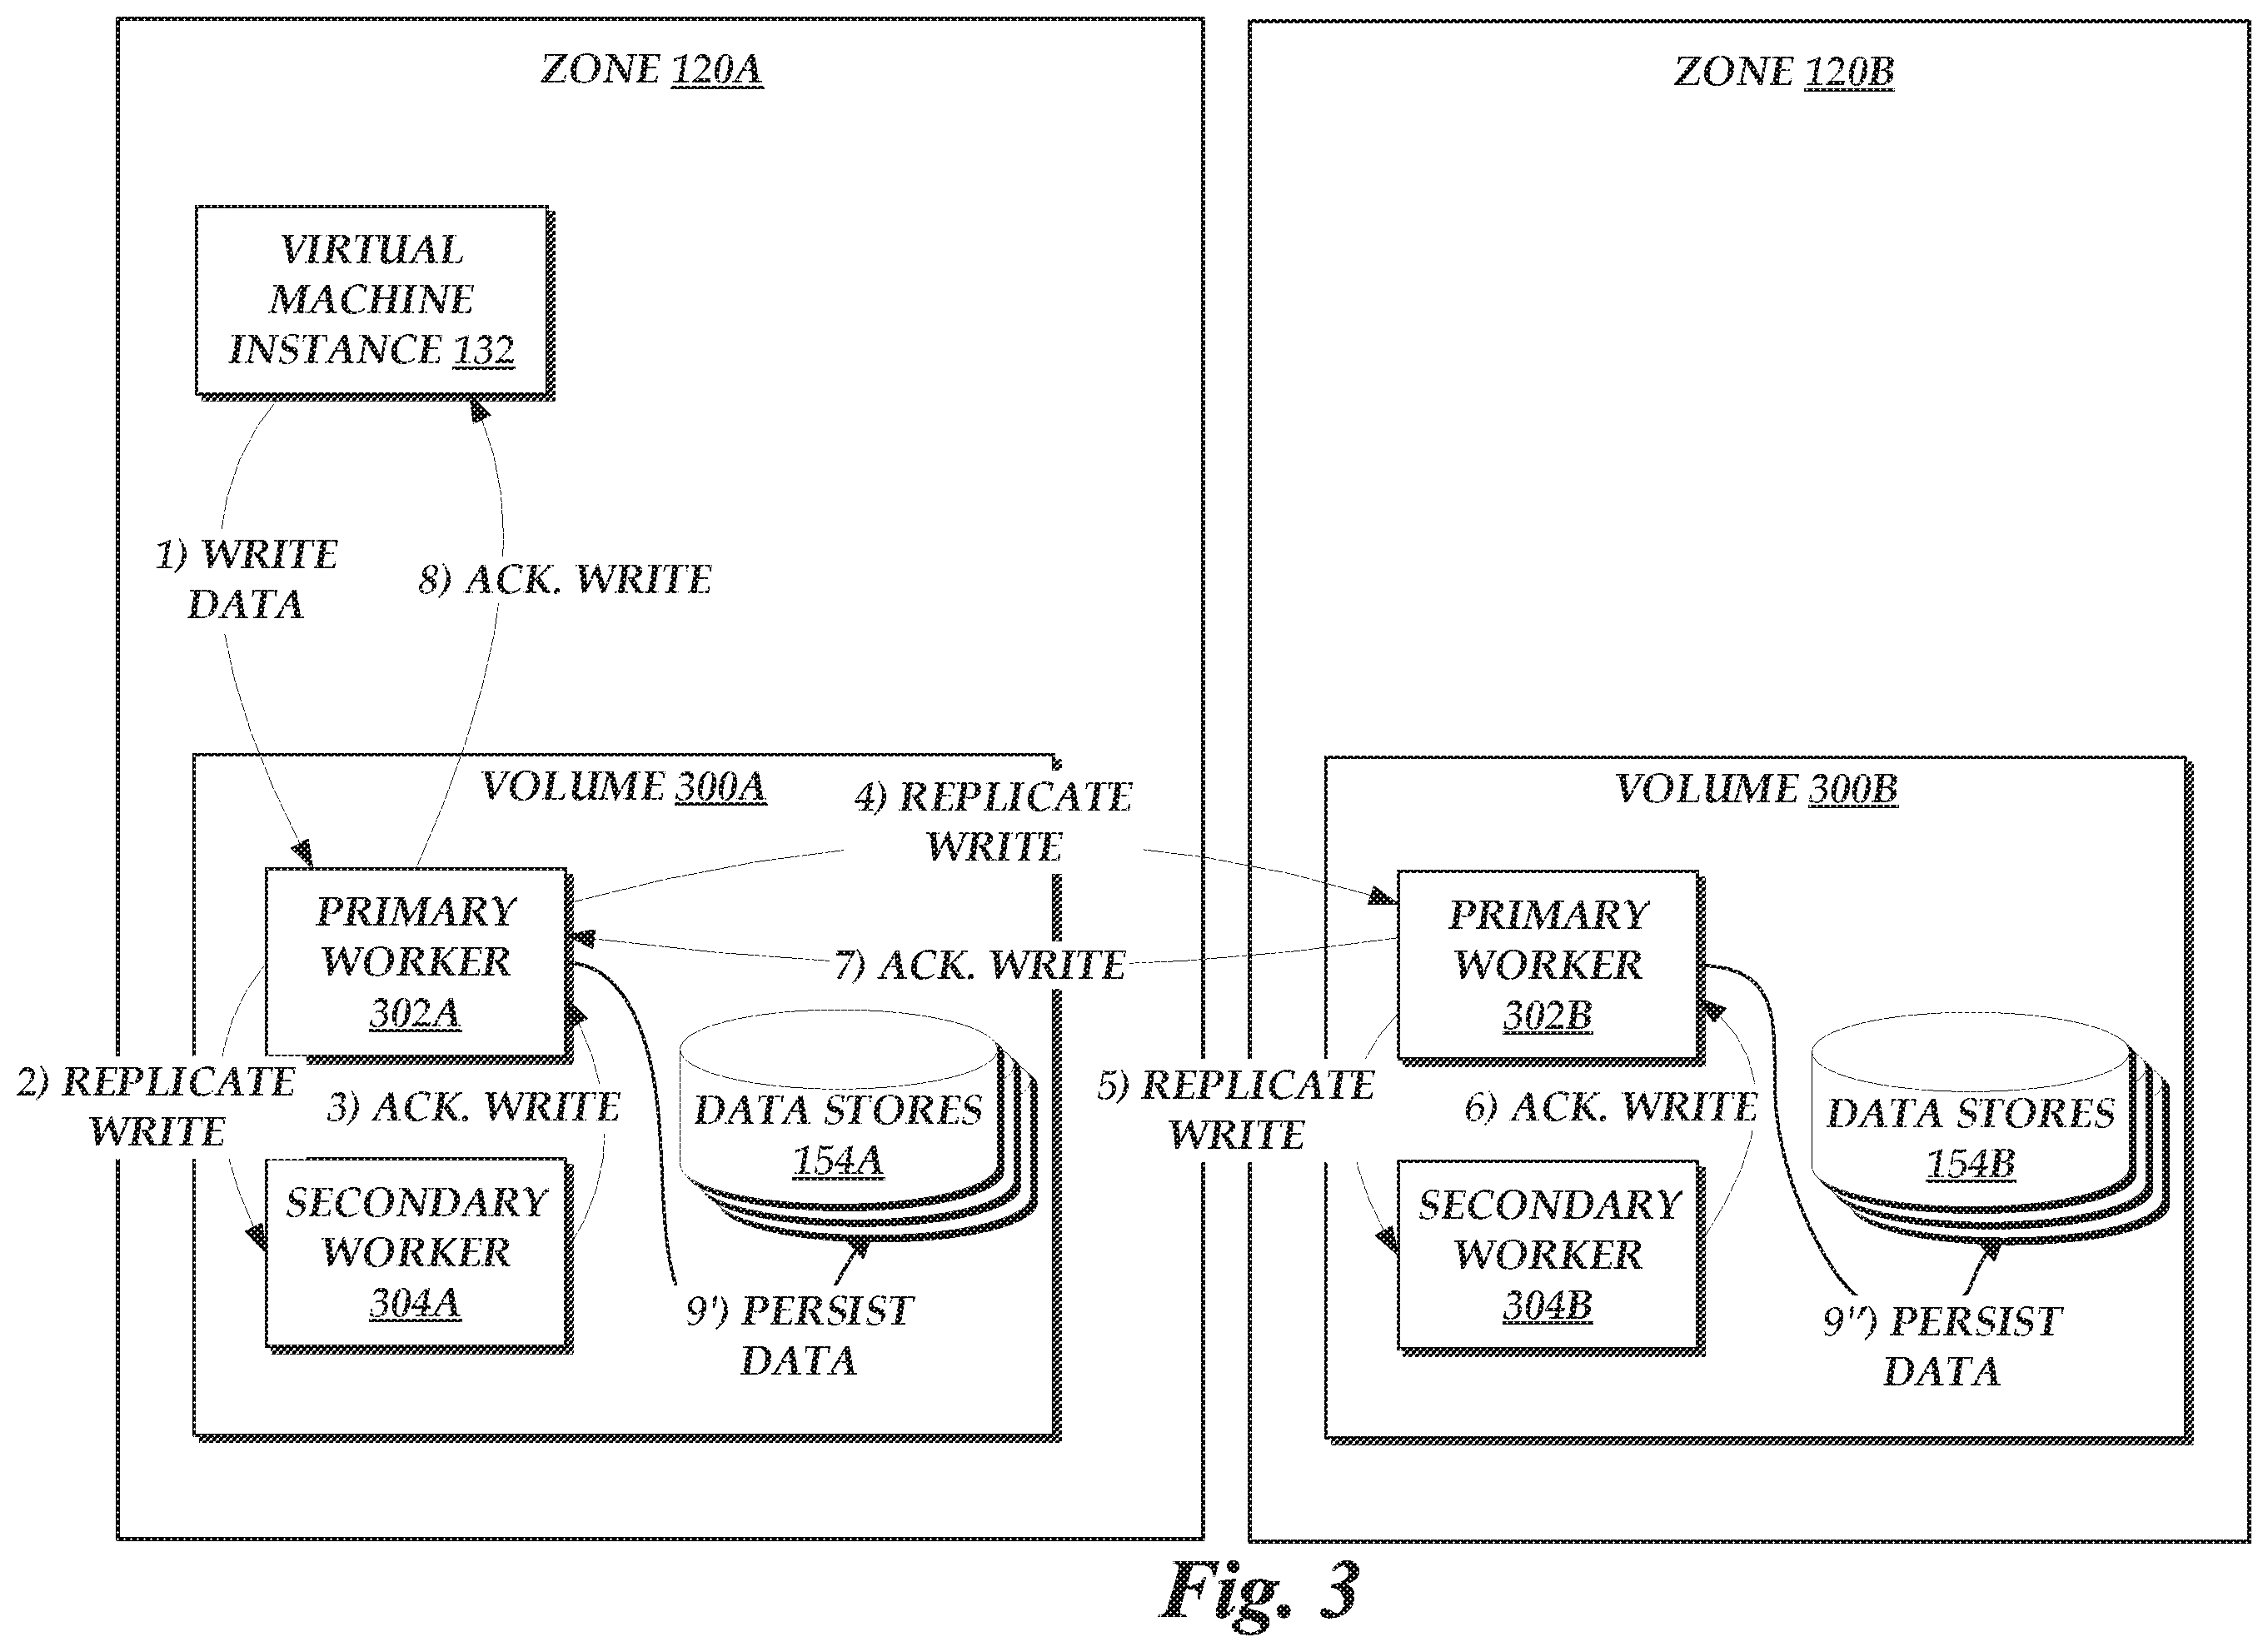 ZONE 120A
ZONE 120B
VIRTUAL
MACHINE
INSTANCE 132
1) WRITE
DATA
8) ACK. WRITE
VOLUME 300A
4) REPLICATE
WRITE
VOLUME 300B
PRIMARY
WORKER
302A
7) ACK. WRITE
PRIMARY
WORKER
302B
2) REPLICATE
WRITE
3) ACK. WRITE
DATA STORES
154A
5) REPLICATE
WRITE
6) ACK. WRITE
DATA STORES
154B
SECONDARY
WORKER
304A
9') PERSIST
DATA
SECONDARY
WORKER
304B
9") PERSIST
DATA
Fig. 3